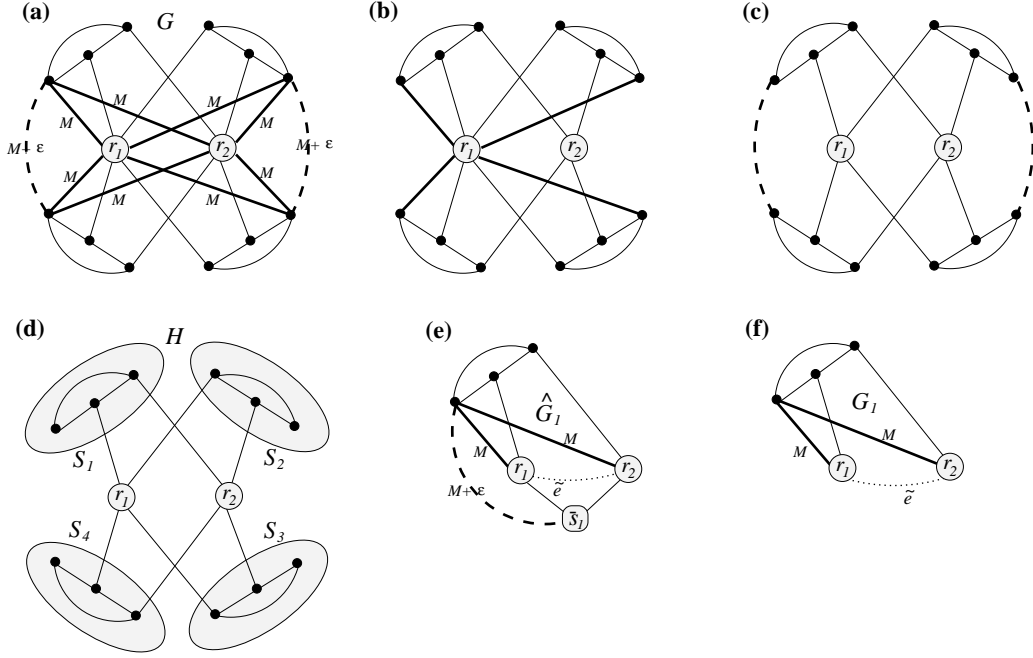 (a)
G
M
M
M
M
M+ ε
r1
r2
M+ ε
M
M
M
M
(b)
r1
r2
(c)
r1
r2
(d)
H
S1
S2
r1
r2
S4
S3
(e)
Ĝ1
M
M
r1
r2
ẽ
M+ ε
s̄1
(f)
G1
M
M
r1
r2
ẽ